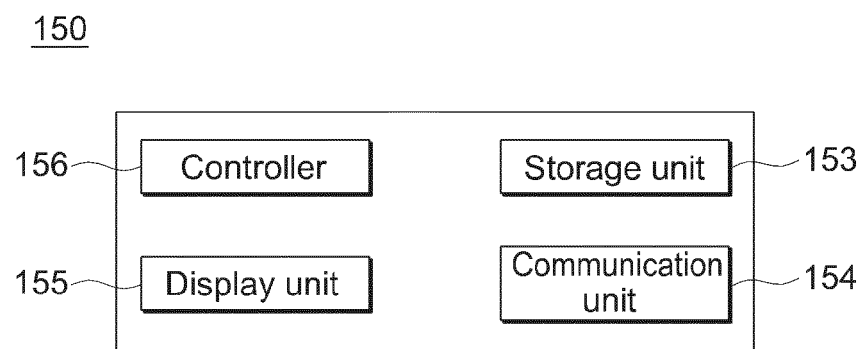 150
156 Controller Storage unit 153
155 Display unit Communication unit 154